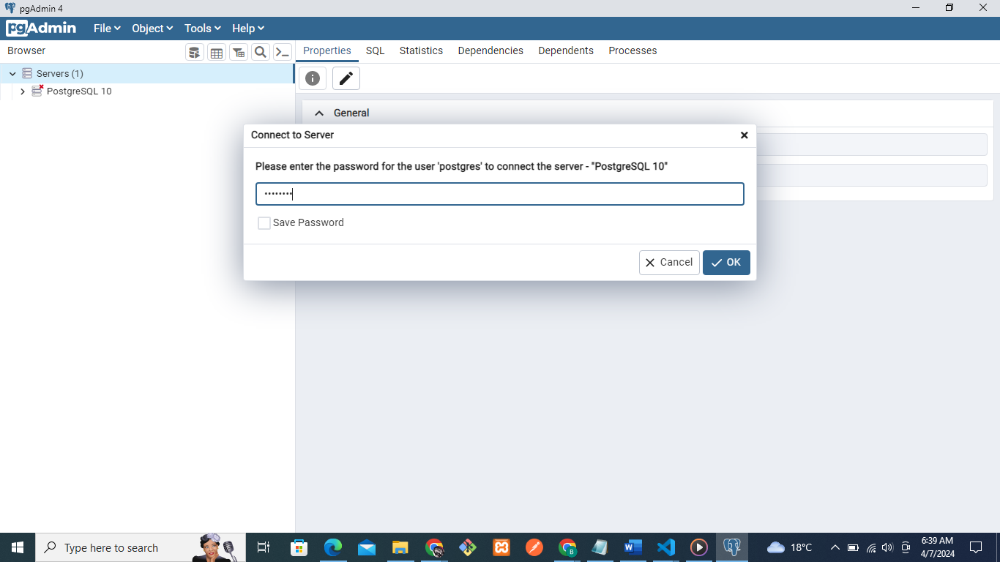 pgAdmin 4
pgAdmin File Object Tools Help
Browser
Properties SQL Statistics Dependencies Dependents Processes
Servers (1)
PostgreSQL 10
General
Connect to Server
Please enter the password for the user 'postgres' to connect the server - "PostgreSQL 10"
••••••••
Save Password
Cancel OK
Type here to search
18°C
6:39 AM
4/7/2024